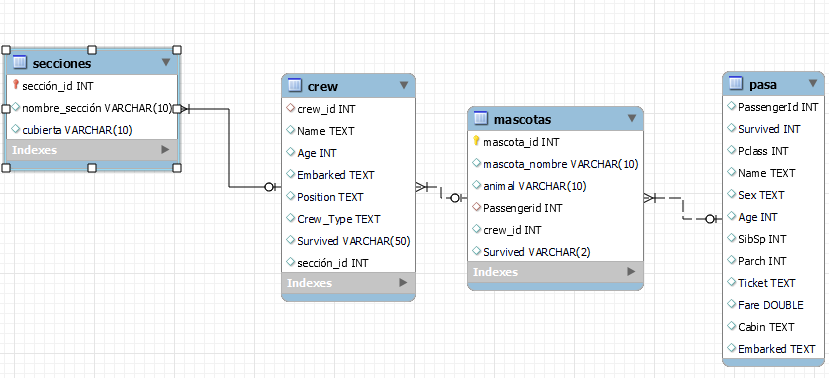 secciones
sección_id INT
nombre_sección VARCHAR(10)
cubierta VARCHAR(10)
Indexes
crew
crew_id INT
Name TEXT
Age INT
Embarked TEXT
Position TEXT
Crew_Type TEXT
Survived VARCHAR(50)
sección_id INT
Indexes
mascotas
mascota_id INT
mascota_nombre VARCHAR(10)
animal VARCHAR(10)
Passengerid INT
crew_id INT
Survived VARCHAR(2)
Indexes
pasa
PassengerId INT
Survived INT
Pclass INT
Name TEXT
Sex TEXT
Age INT
SibSp INT
Parch INT
Ticket TEXT
Fare DOUBLE
Cabin TEXT
Embarked TEXT